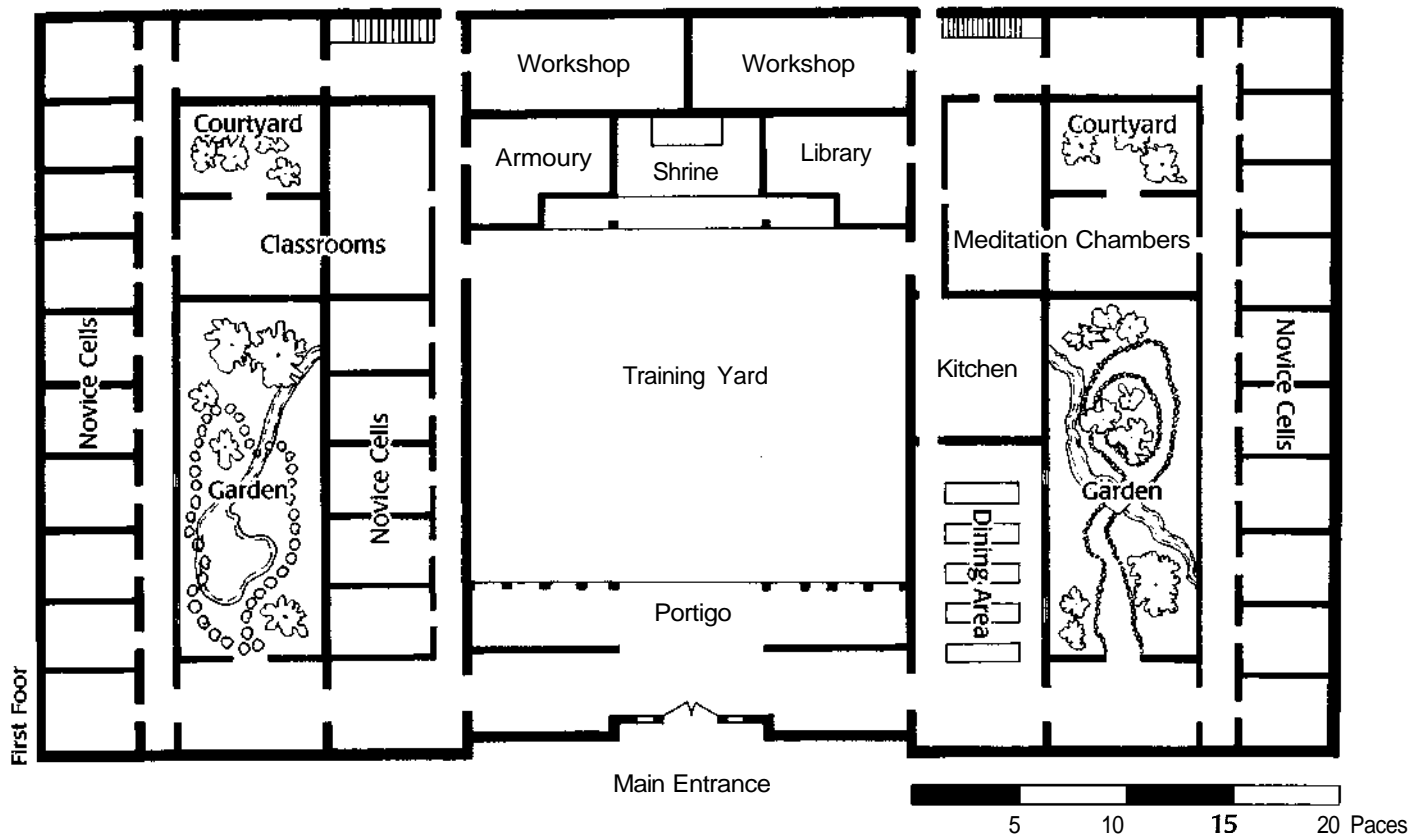 Workshop
Workshop
Courtyard
Courtyard
Armoury
Shrine
Library
Classrooms
Meditation Chambers
Novice Cells
Novice Cells
Training Yard
Kitchen
Novice Cells
Garden
Garden
Dining Area
Portigo
First Foor
Main Entrance
5 10 15 20 Paces